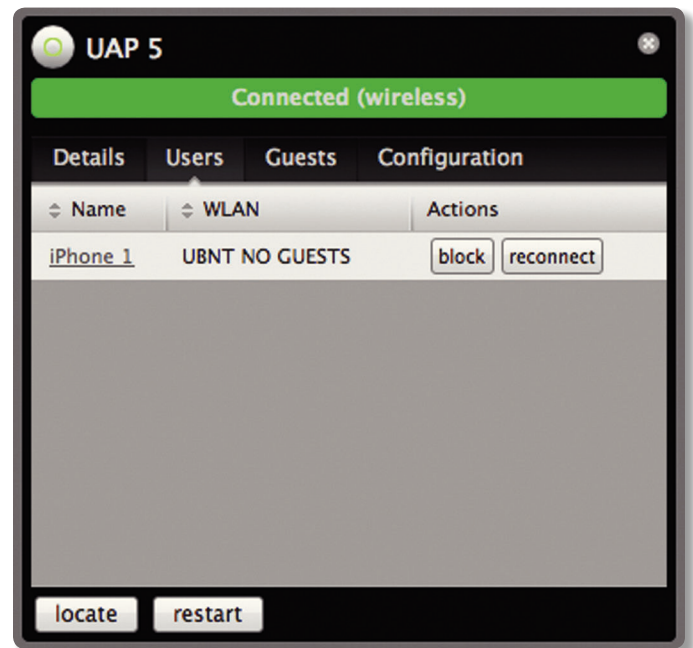 UAP 5
Connected (wireless)
Details Users Guests Configuration
Name WLAN Actions
iPhone 1 UBNT NO GUESTS block reconnect
locate restart